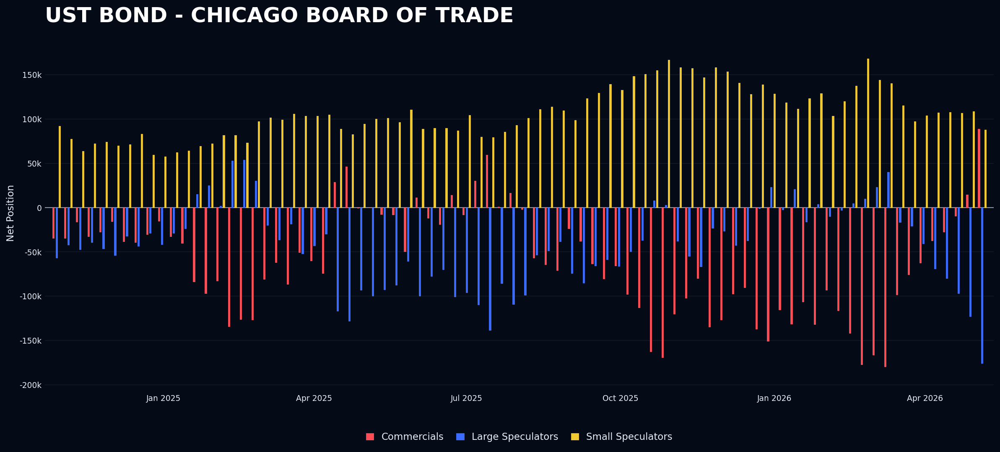 UST BOND - CHICAGO BOARD OF TRADE
Net Position
150k
100k
50k
0
-50k
-100k
-150k
-200k
Jan 2025
Apr 2025
Jul 2025
Oct 2025
Jan 2026
Apr 2026
Commercials
Large Speculators
Small Speculators